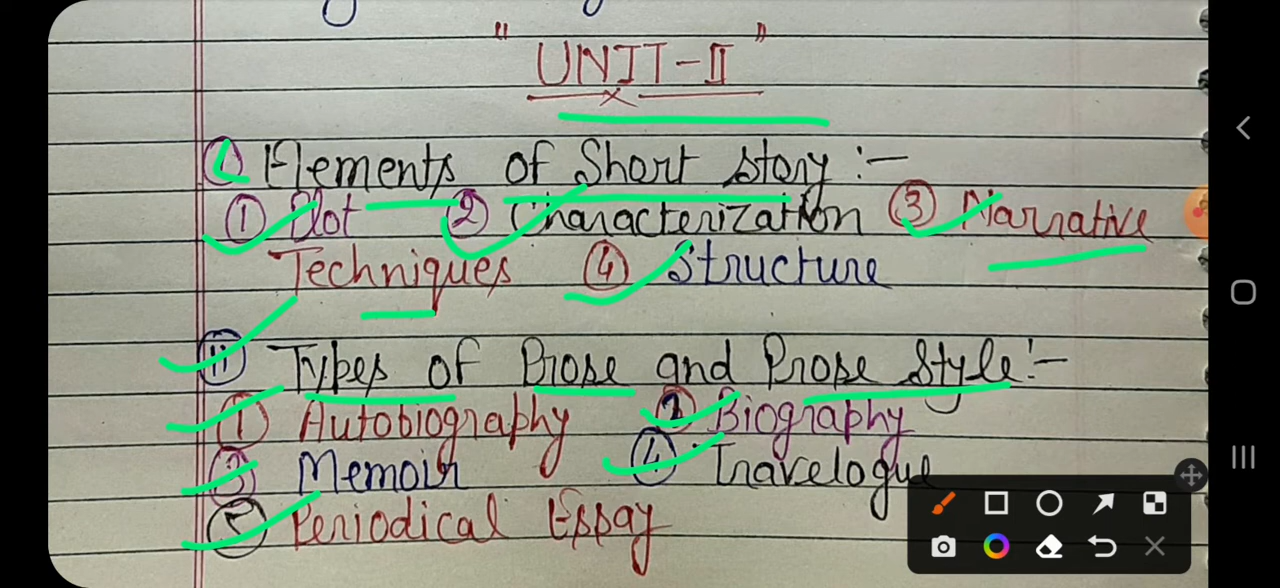 " UNIT-II "
① Elements of Short story :-
① Plot ② Characterization ③ Narrative
Techniques ④ Structure
ⅱ Types of Prose and Prose Style :-
① Autobiography ② Biography
③ Memoir ④ Travelogue
⑤ Periodical Essay